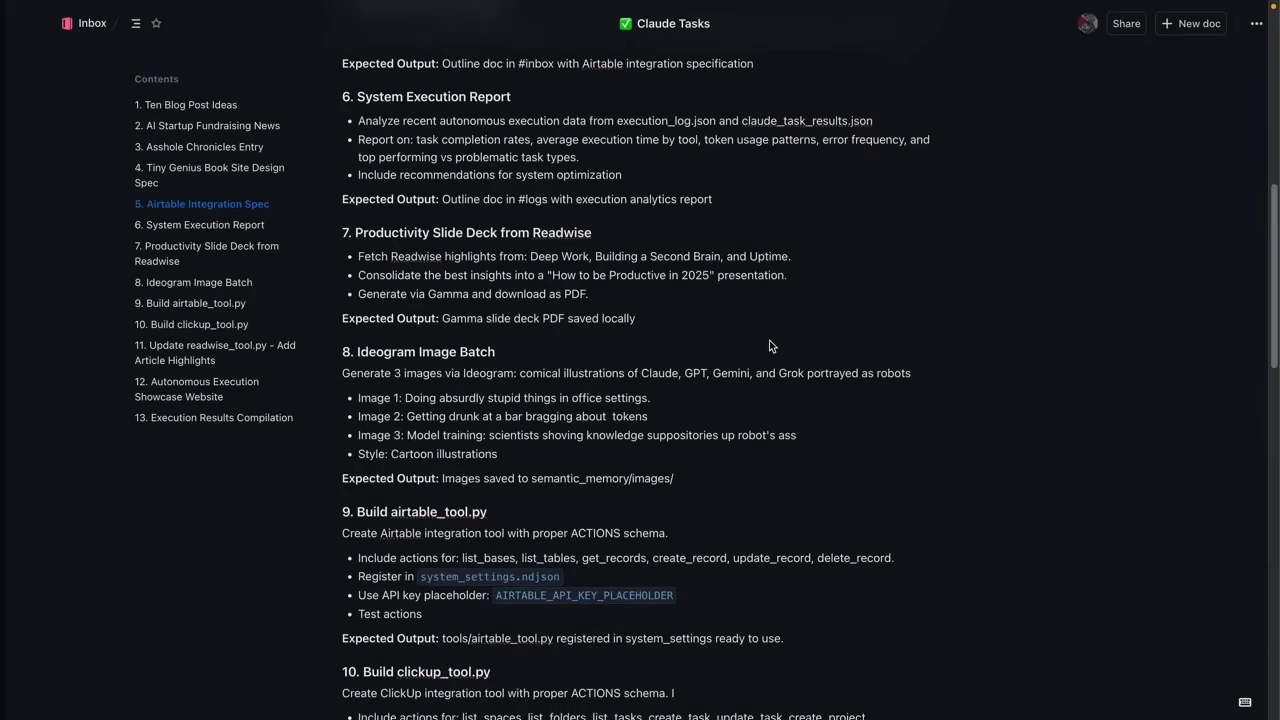 Inbox /
✅ Claude Tasks
Share
+ New doc
Contents
1. Ten Blog Post Ideas
2. AI Startup Fundraising News
3. Asshole Chronicles Entry
4. Tiny Genius Book Site Design
Spec
5. Airtable Integration Spec
6. System Execution Report
7. Productivity Slide Deck from
Readwise
8. Ideogram Image Batch
9. Build airtable_tool.py
10. Build clickup_tool.py
11. Update readwise_tool.py - Add
Article Highlights
12. Autonomous Execution
Showcase Website
13. Execution Results Compilation
Expected Output: Outline doc in #inbox with Airtable integration specification
6. System Execution Report
• Analyze recent autonomous execution data from execution_log.json and claude_task_results.json
• Report on: task completion rates, average execution time by tool, token usage patterns, error frequency, and
top performing vs problematic task types.
• Include recommendations for system optimization
Expected Output: Outline doc in #logs with execution analytics report
7. Productivity Slide Deck from Readwise
• Fetch Readwise highlights from: Deep Work, Building a Second Brain, and Uptime.
• Consolidate the best insights into a "How to be Productive in 2025" presentation.
• Generate via Gamma and download as PDF.
Expected Output: Gamma slide deck PDF saved locally
8. Ideogram Image Batch
Generate 3 images via Ideogram: comical illustrations of Claude, GPT, Gemini, and Grok portrayed as robots
• Image 1: Doing absurdly stupid things in office settings.
• Image 2: Getting drunk at a bar bragging about  tokens
• Image 3: Model training: scientists shoving knowledge suppositories up robot's ass
• Style: Cartoon illustrations
Expected Output: Images saved to semantic_memory/images/
9. Build airtable_tool.py
Create Airtable integration tool with proper ACTIONS schema.
• Include actions for: list_bases, list_tables, get_records, create_record, update_record, delete_record.
• Register in system_settings.ndjson
• Use API key placeholder: AIRTABLE_API_KEY_PLACEHOLDER
• Test actions
Expected Output: tools/airtable_tool.py registered in system_settings ready to use.
10. Build clickup_tool.py
Create ClickUp integration tool with proper ACTIONS schema. I
• Include actions for: list_spaces, list_folders, list_tasks, create_task, update_task, create_project